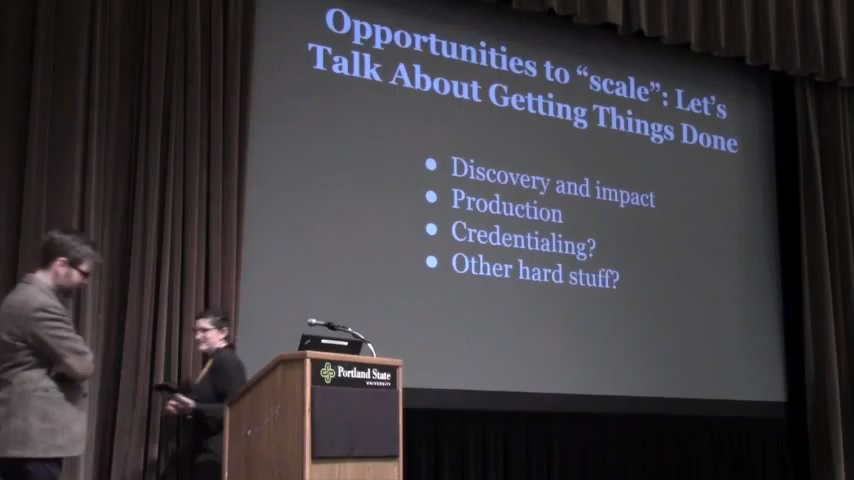 Opportunities to “scale”: Let’s
Talk About Getting Things Done
● Discovery and impact
● Production
● Credentialing?
● Other hard stuff?
Portland State
UNIVERSITY